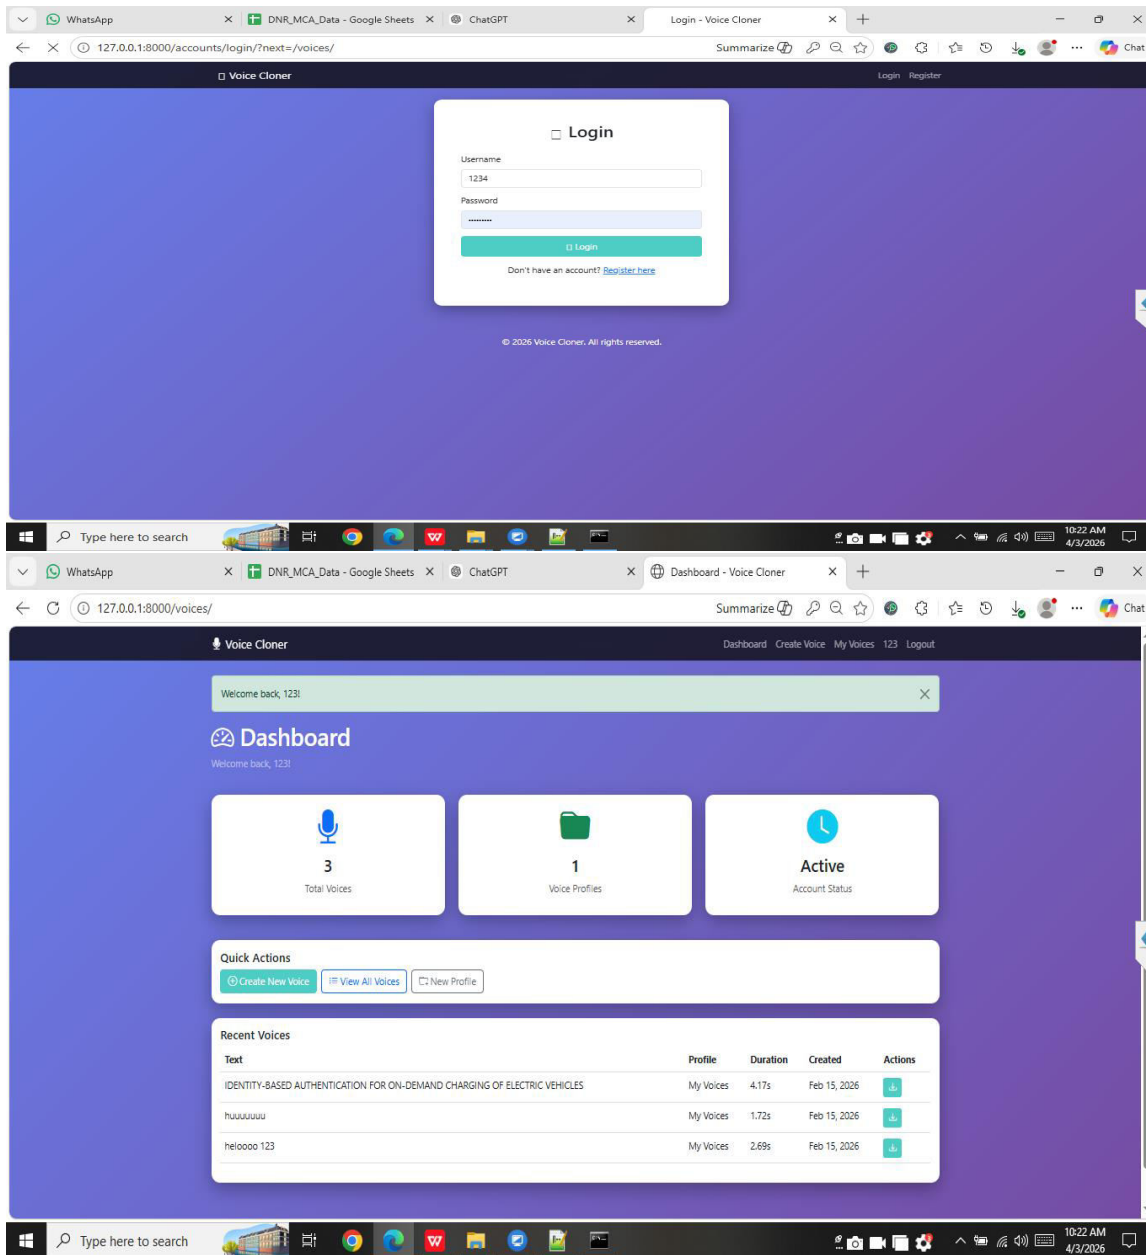 WhatsApp DNR_MCA_Data - Google Sheets ChatGPT Login - Voice Cloner
127.0.0.1:8000/accounts/login/?next=/voices/ Summarize Chat
Voice Cloner Login Register
Login
Username
1234
Password
Login
Don't have an account? Register here
© 2026 Voice Cloner. All rights reserved.
Type here to search 10:22 AM
4/3/2026
WhatsApp DNR_MCA_Data - Google Sheets ChatGPT Dashboard - Voice Cloner
127.0.0.1:8000/voices/ Summarize Chat
Voice Cloner Dashboard Create Voice My Voices 123 Logout
Welcome back, 123!
Dashboard
Welcome back, 123!
3 1 Active
Total Voices Voice Profiles Account Status
Quick Actions
Create New Voice View All Voices New Profile
Recent Voices
Text Profile Duration Created Actions
IDENTITY-BASED AUTHENTICATION FOR ON-DEMAND CHARGING OF ELECTRIC VEHICLES My Voices 4.17s Feb 15, 2026
huuuuuuu My Voices 1.72s Feb 15, 2026
heloooo 123 My Voices 2.69s Feb 15, 2026
Type here to search 10:22 AM
4/3/2026